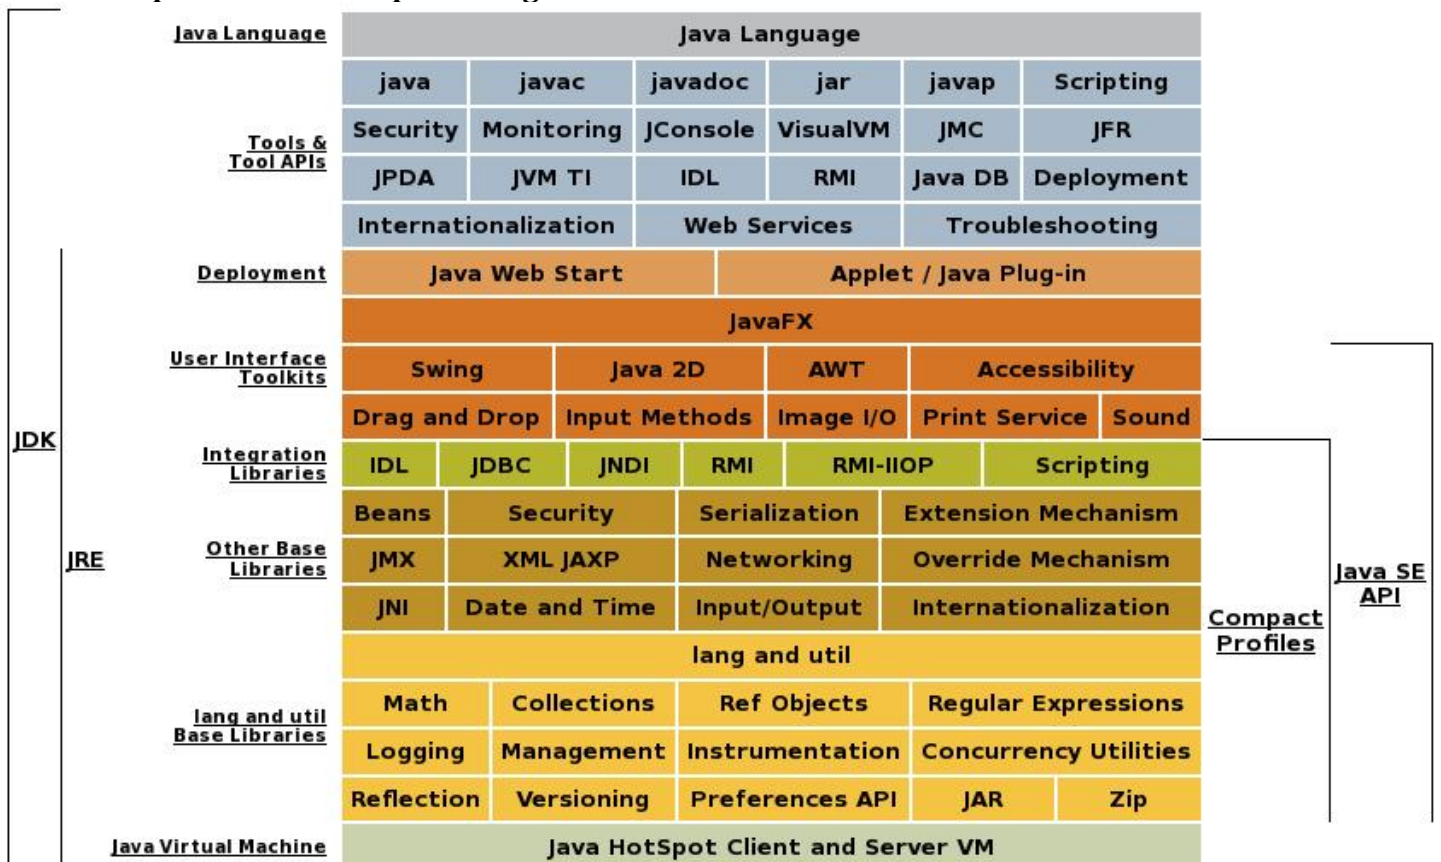 Java Language Java Language
java javac javadoc jar javap Scripting
Security Monitoring JConsole VisualVM JMC JFR
Tools &
Tool APIs
JPDA JVM TI IDL RMI Java DB Deployment
Internationalization Web Services Troubleshooting
Deployment Java Web Start Applet / Java Plug-in
JavaFX
User Interface
Toolkits
Swing Java 2D AWT Accessibility
Drag and Drop Input Methods Image I/O Print Service Sound
JDK
Integration
Libraries
IDL JDBC JNDI RMI RMI-IIOP Scripting
Beans Security Serialization Extension Mechanism
JRE
Other Base
Libraries
JMX XML JAXP Networking Override Mechanism
Java SE
API
JNI Date and Time Input/Output Internationalization
Compact
Profiles
lang and util
Math Collections Ref Objects Regular Expressions
lang and util
Base Libraries
Logging Management Instrumentation Concurrency Utilities
Reflection Versioning Preferences API JAR Zip
Java Virtual Machine Java HotSpot Client and Server VM